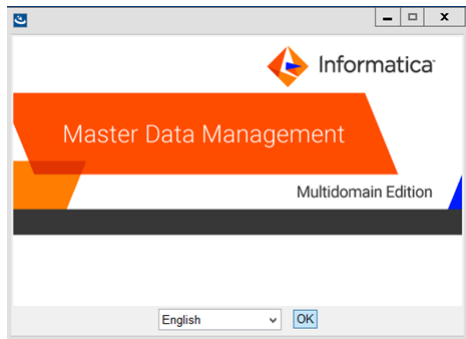 Informatica
Master Data Management
Multidomain Edition
English
OK